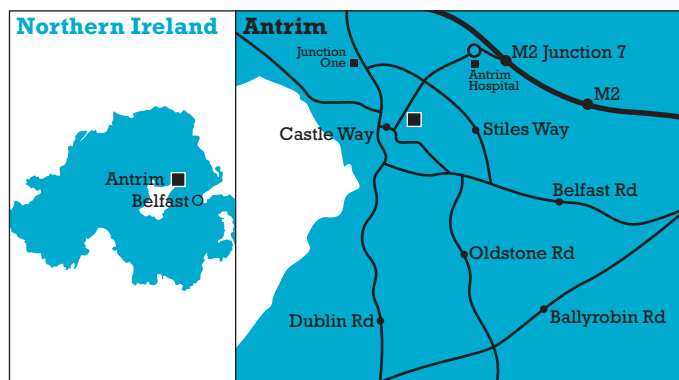 Northern Ireland
Antrim
Belfast
Antrim
Junction
One
M2 Junction 7
Antrim
Hospital
M2
Castle Way
Stiles Way
Belfast Rd
Oldstone Rd
Dublin Rd
Ballyrobin Rd